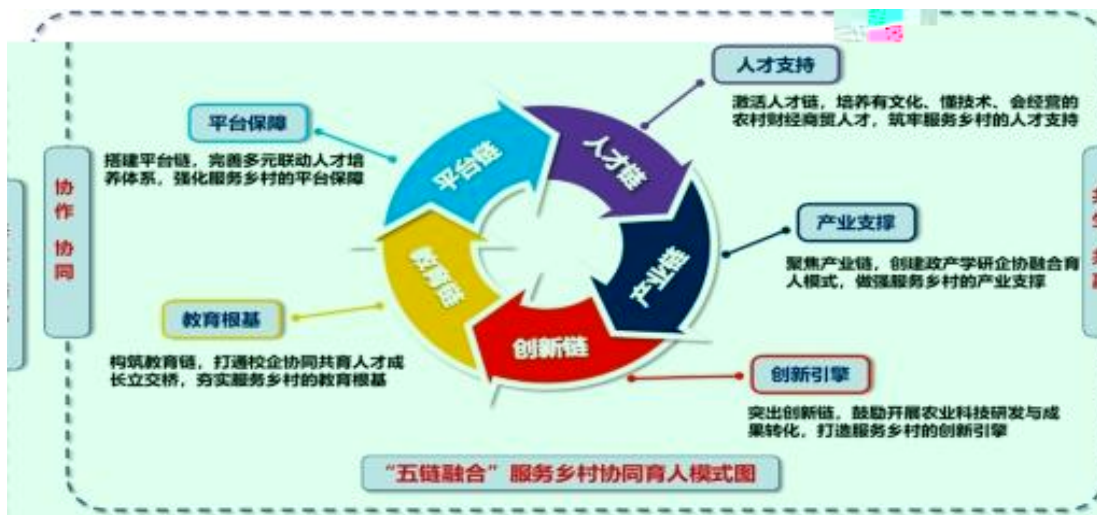 人才支持
激活人才链，培养有文化、懂技术、会经营的
农村财经商贸人才，筑牢服务乡村的人才支持
平台保障
搭建平台链，完善多元联动人才培
养体系，强化服务乡村的平台保障
协作 协同
平台链
人才链
教育链
产业链
创新链
产业支撑
聚焦产业链，创建政产学研企协融合育
人模式，做强服务乡村的产业支撑
教育根基
构筑教育链，打通校企协同共育人才成
长立交桥，夯实服务乡村的教育根基
创新引擎
突出创新链，鼓励开展农业科技研发与成
果转化，打造服务乡村的创新引擎
“五链融合”服务乡村协同育人模式图